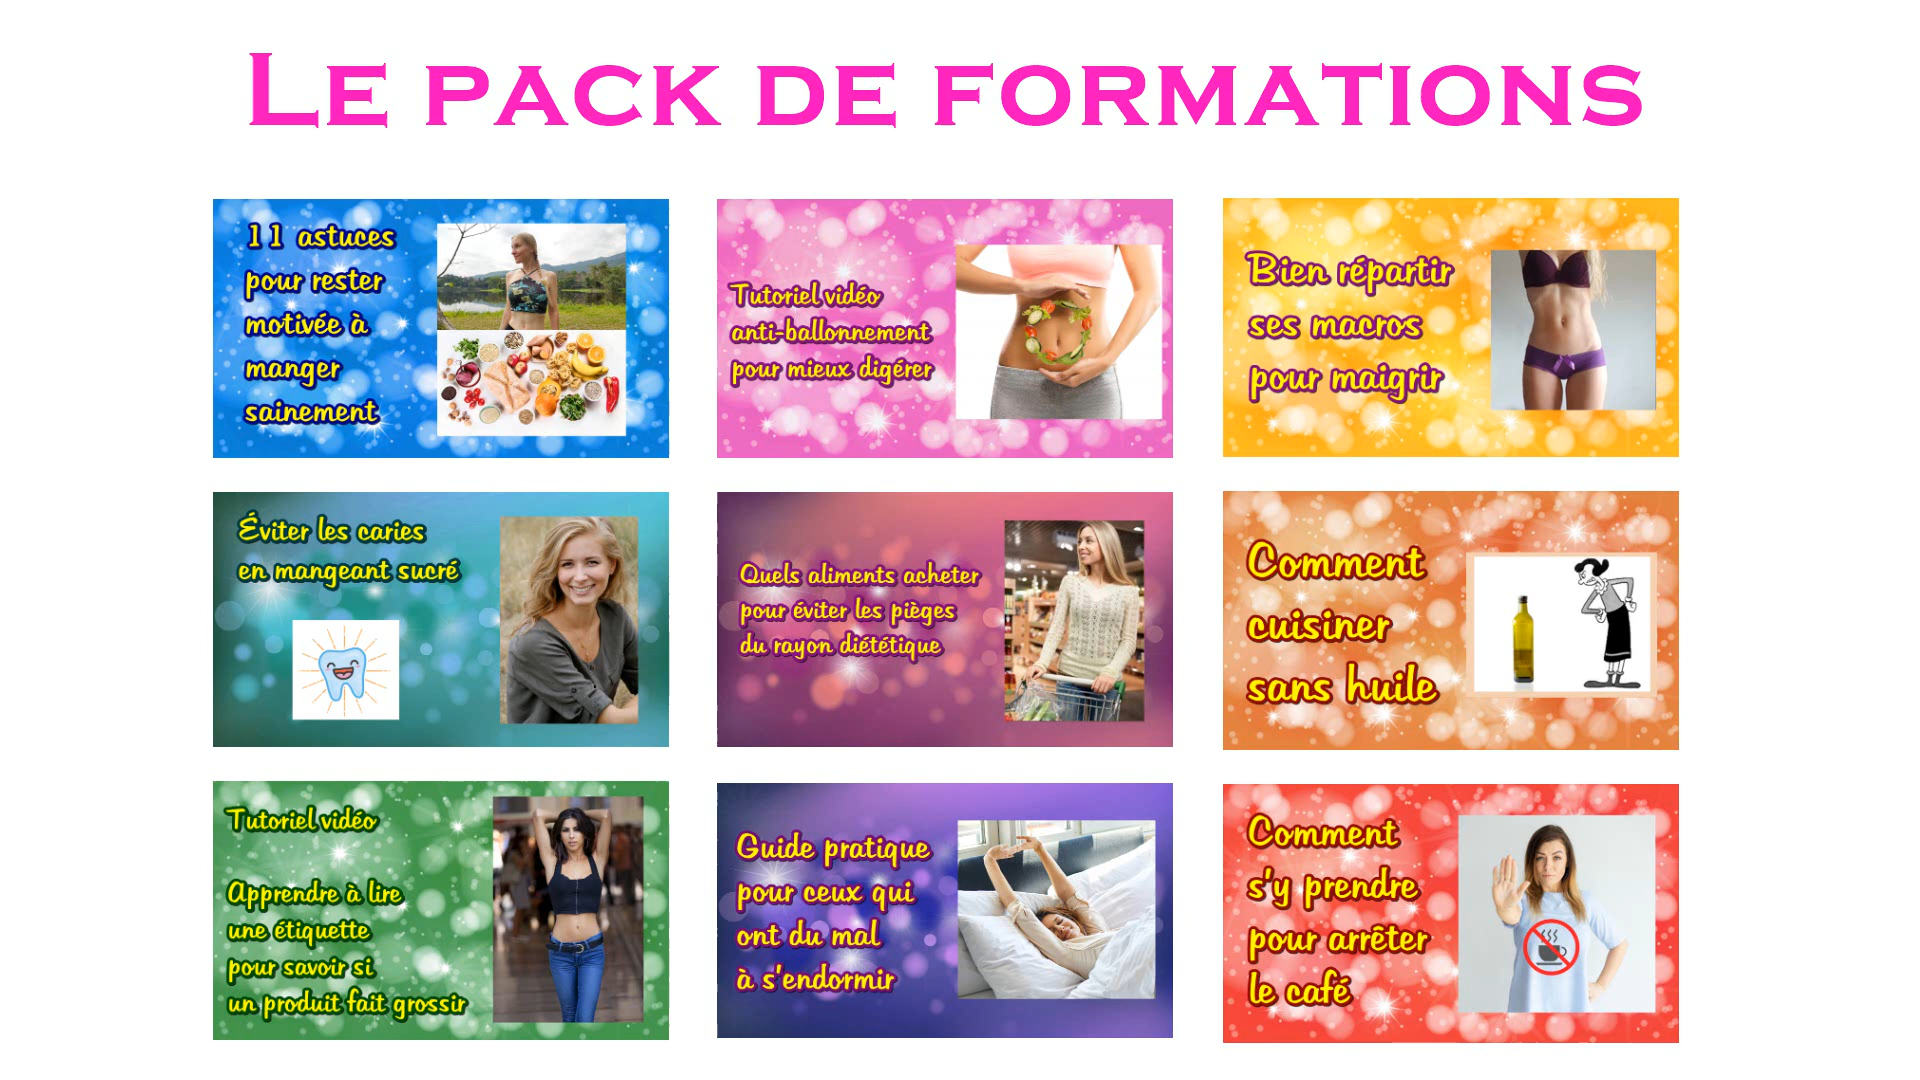 LE PACK DE FORMATIONS
11 astuces
pour rester
motivée à
manger
sainement
Tutoriel vidéo
anti-ballonnement
pour mieux digérer
Bien répartir
ses macros
pour maigrir
Éviter les caries
en mangeant sucré
Quels aliments acheter
pour éviter les pièges
du rayon diététique
Comment
cuisiner
sans huile
Tutoriel vidéo
Apprendre à lire
une étiquette
pour savoir si
un produit fait grossir
Guide pratique
pour ceux qui
ont du mal
à s'endormir
Comment
s'y prendre
pour arrêter
le café